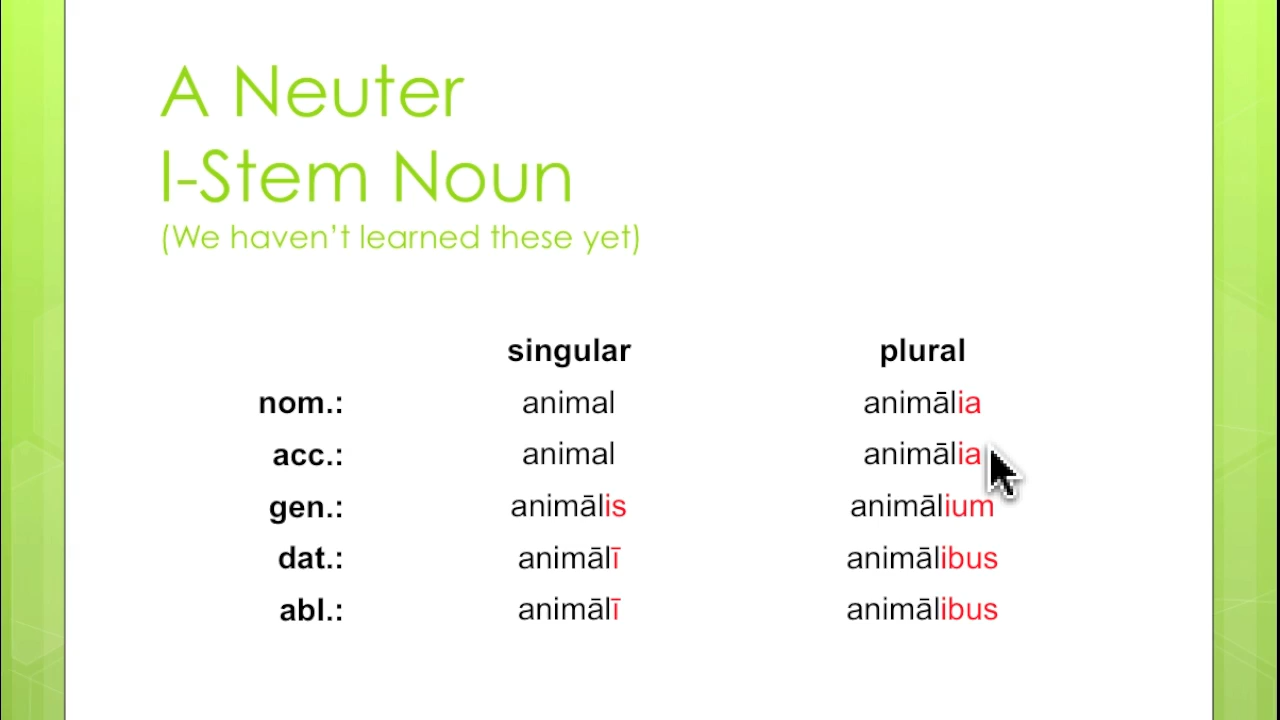 A Neuter
I-Stem Noun
(We haven’t learned these yet)
singular plural
nom.: animal animālia
acc.: animal animālia
gen.: animālis animālium
dat.: animālī animālibus
abl.: animālī animālibus